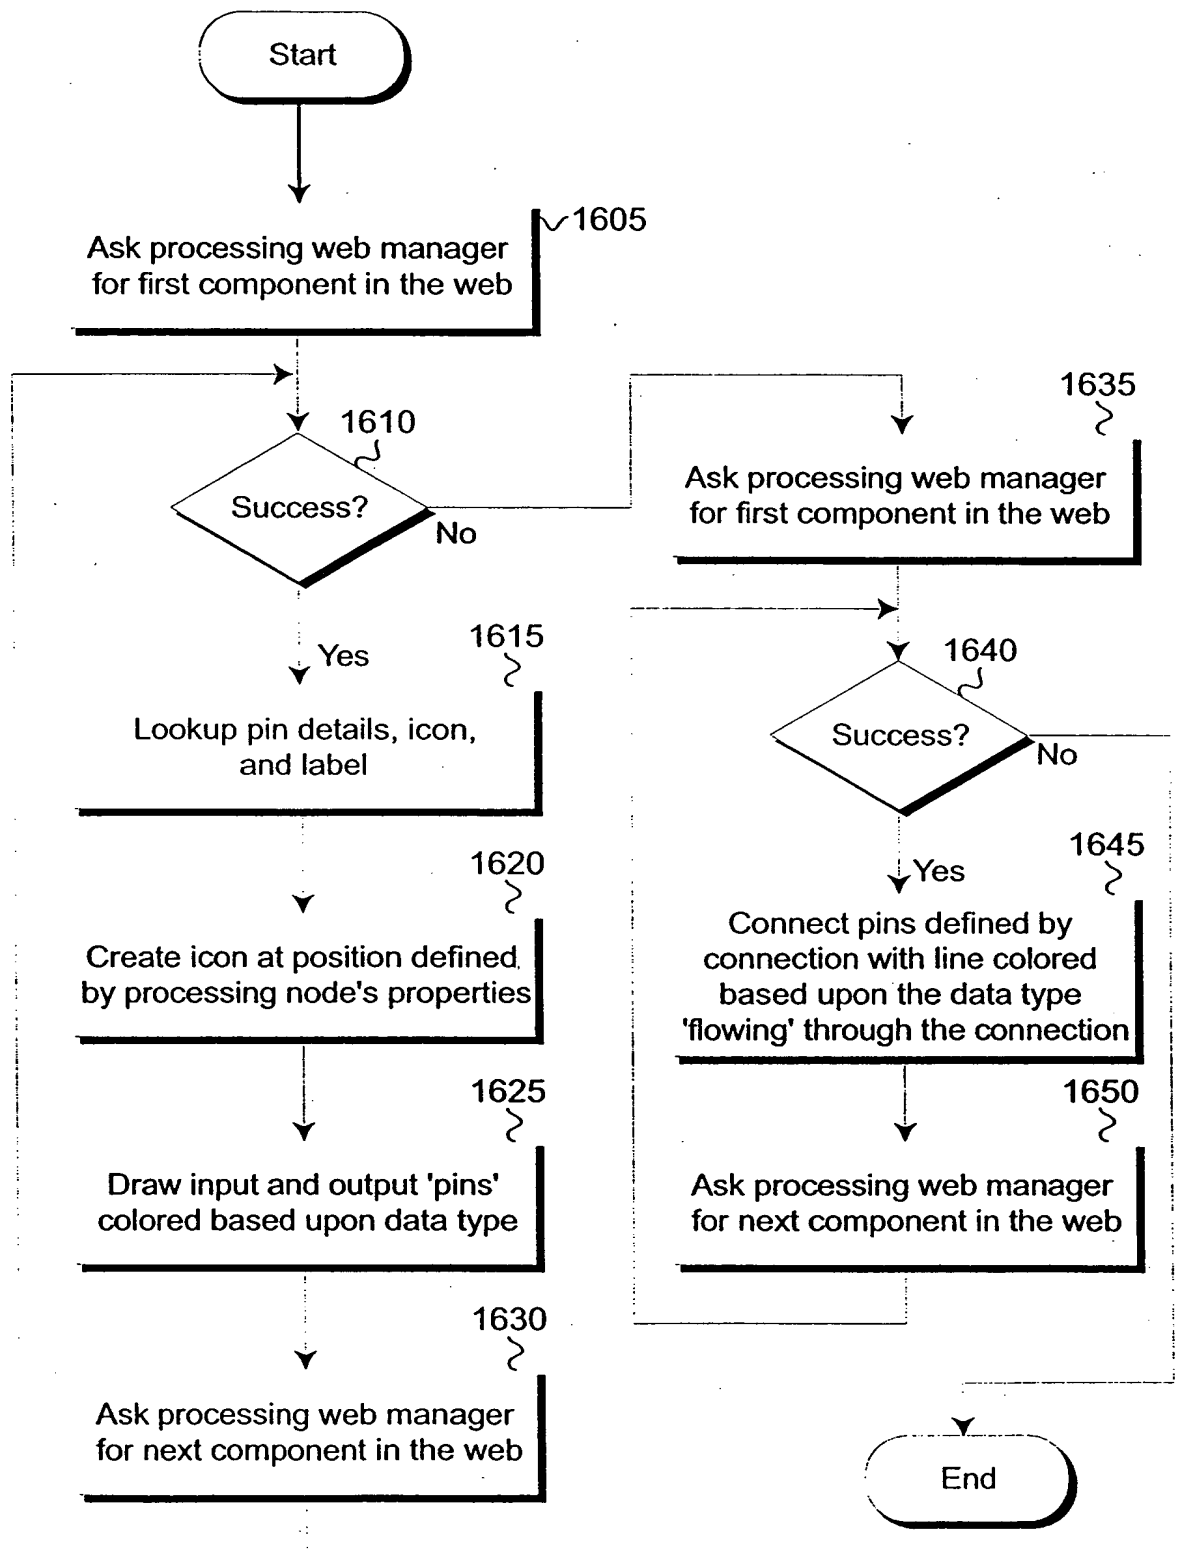 Start
1605
Ask processing web manager
for first component in the web
1610
Success?
No
Yes
1615
Lookup pin details, icon,
and label
1620
Create icon at position defined
by processing node's properties
1625
Draw input and output 'pins'
colored based upon data type
1630
Ask processing web manager
for next component in the web
1635
Ask processing web manager
for first component in the web
1640
Success?
No
Yes
1645
Connect pins defined by
connection with line colored
based upon the data type
'flowing' through the connection
1650
Ask processing web manager
for next component in the web
End